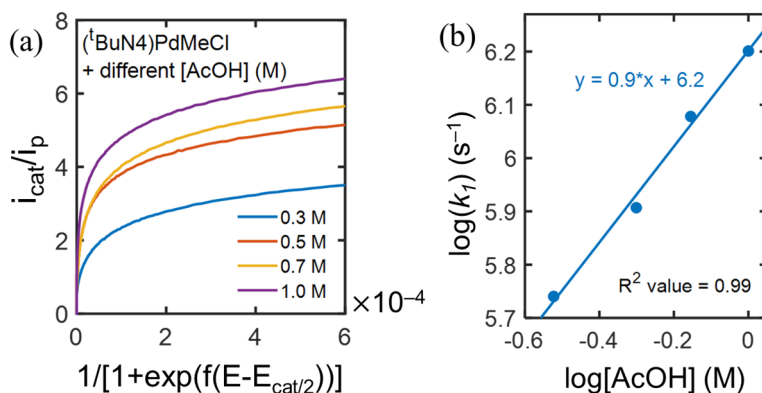 (a)
(ᵗBuN4)PdMeCl
+ different [AcOH] (M)
i_cat/i_p
8
6
4
2
0
0.3 M
0.5 M
0.7 M
1.0 M
0 2 4 6
×10⁻⁴
1/[1+exp(f(E-E_cat/2))]
(b)
log(k₁) (s⁻¹)
6.2
6.1
6
5.9
5.8
5.7
y = 0.9*x + 6.2
R² value = 0.99
-0.6 -0.4 -0.2 0
log[AcOH] (M)